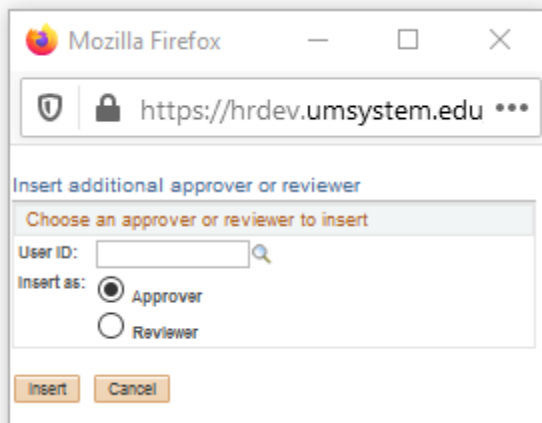 Mozilla Firefox
https://hrdev.umsystem.edu •••
Insert additional approver or reviewer
Choose an approver or reviewer to insert
User ID:
Insert as: Approver
Reviewer
Insert Cancel